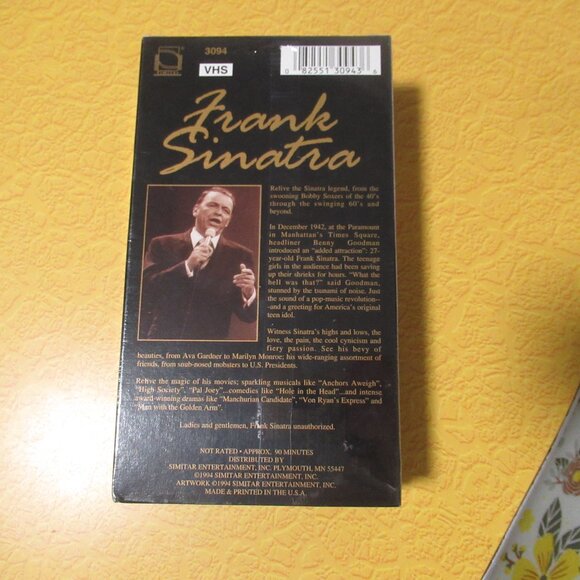 SIMITAR
3094
VHS
0 82551 30943 6
Frank
Sinatra
Relive the Sinatra legend, from the
swooning Bobby Soxers of the 40's
through the swinging 60's and
beyond.
In December 1942, at the Paramount
in Manhattan's Times Square,
headliner Benny Goodman
introduced an "added attraction": 27-
year-old Frank Sinatra. The teenage
girls in the audience had been saving
up their shrieks for hours. "What the
hell was that?" said Goodman,
stunned by the tsunami of noise. Just
the sound of a pop-music revolution--
-and a greeting for America's original
teen idol.
Witness Sinatra's highs and lows, the
love, the pain, the cool cynicism and
fiery passion. See his bevy of
beauties, from Ava Gardner to Marilyn Monroe; his wide-ranging assortment of
friends, from snub-nosed mobsters to U.S. Presidents.
Relive the magic of his movies; sparkling musicals like "Anchors Aweigh",
"High Society", "Pal Joey"...comedies like "Hole in the Head"...and intense
award-winning dramas like "Manchurian Candidate", "Von Ryan's Express" and
"Man with the Golden Arm".
Ladies and gentlemen, Frank Sinatra unauthorized.
NOT RATED • APPROX. 90 MINUTES
DISTRIBUTED BY
SIMITAR ENTERTAINMENT, INC. PLYMOUTH, MN 55447
©1994 SIMITAR ENTERTAINMENT, INC.
ARTWORK ©1994 SIMITAR ENTERTAINMENT, INC.
MADE & PRINTED IN THE U.S.A.